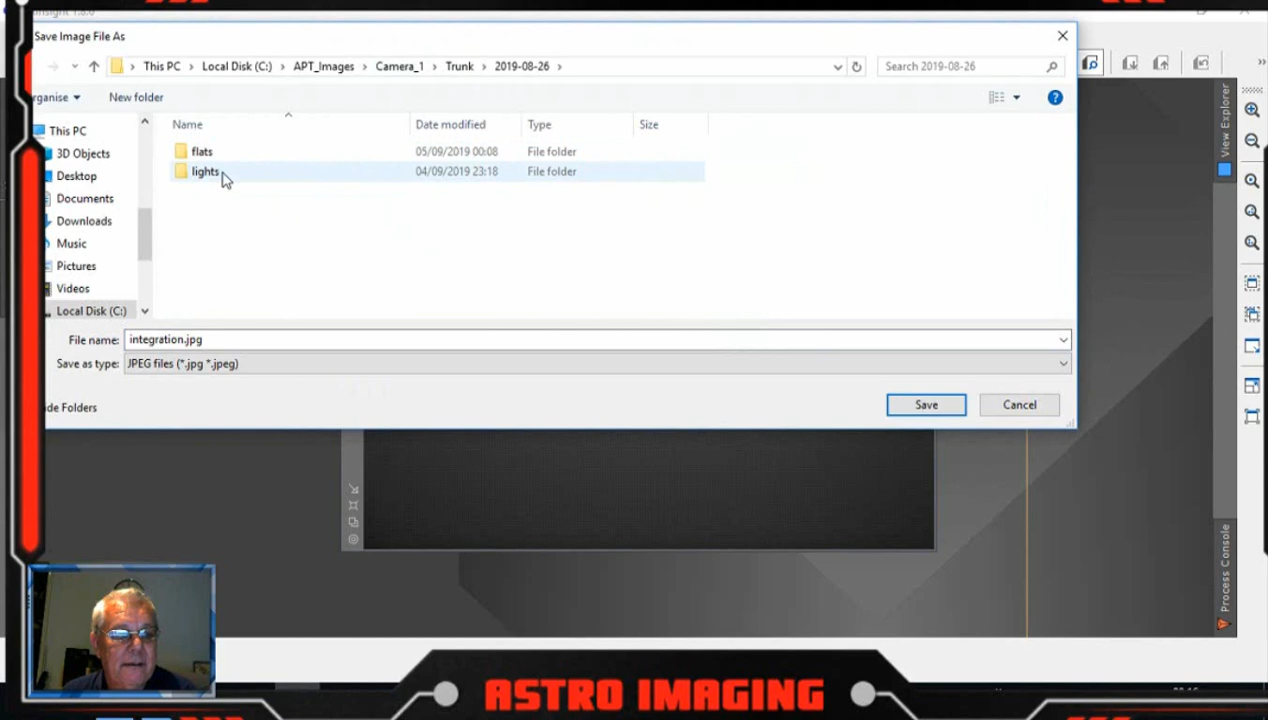 Save Image File As
This PC > Local Disk (C:) > APT_Images > Camera_1 > Trunk > 2019-08-26 >
Search 2019-08-26
New folder
Name Date modified Type Size
This PC
3D Objects
Desktop
Documents
Downloads
Music
Pictures
Videos
Local Disk (C:)
flats 05/09/2019 00:08 File folder
lights 04/09/2019 23:18 File folder
File name: integration.jpg
Save as type: JPEG files (*.jpg *.jpeg)
Folders
Save Cancel
View Explorer
Process Console
ASTRO IMAGING